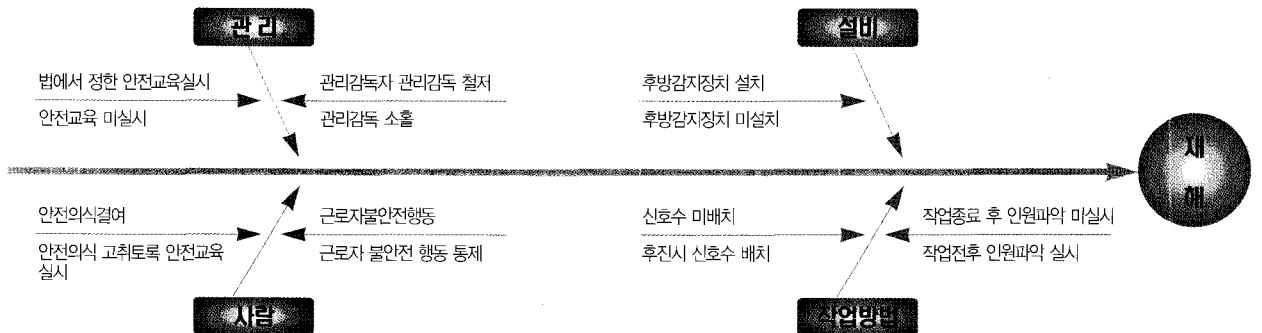 관리
설비
법에서 정한 안전교육실시
안전교육 미실시
관리감독자 관리감독 철저
관리감독 소홀
후방감지장치 설치
후방감지장치 미설치
재
해
안전의식결여
안전의식 고취토록 안전교육
실시
근로자불안전행동
근로자 불안전 행동 통제
신호수 미배치
후진시 신호수 배치
작업종료 후 인원파악 미실시
작업전후 인원파악 실시
사람
작업방법